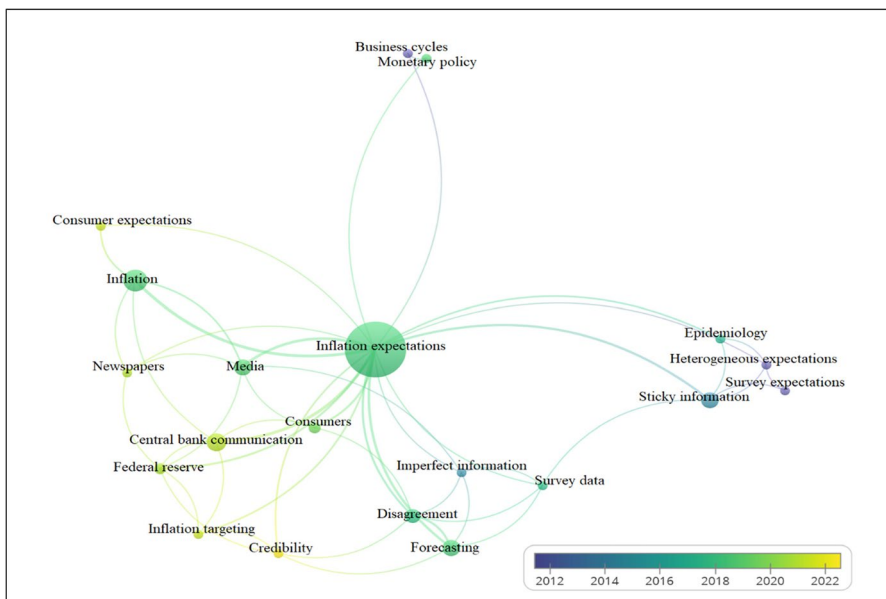 Business cycles
Monetary policy
Consumer expectations
Inflation
Inflation expectations
Epidemiology
Heterogeneous expectations
Newspapers
Media
Survey expectations
Sticky information
Consumers
Central bank communication
Federal reserve
Imperfect information
Survey data
Disagreement
Inflation targeting
Credibility
Forecasting
2012 2014 2016 2018 2020 2022